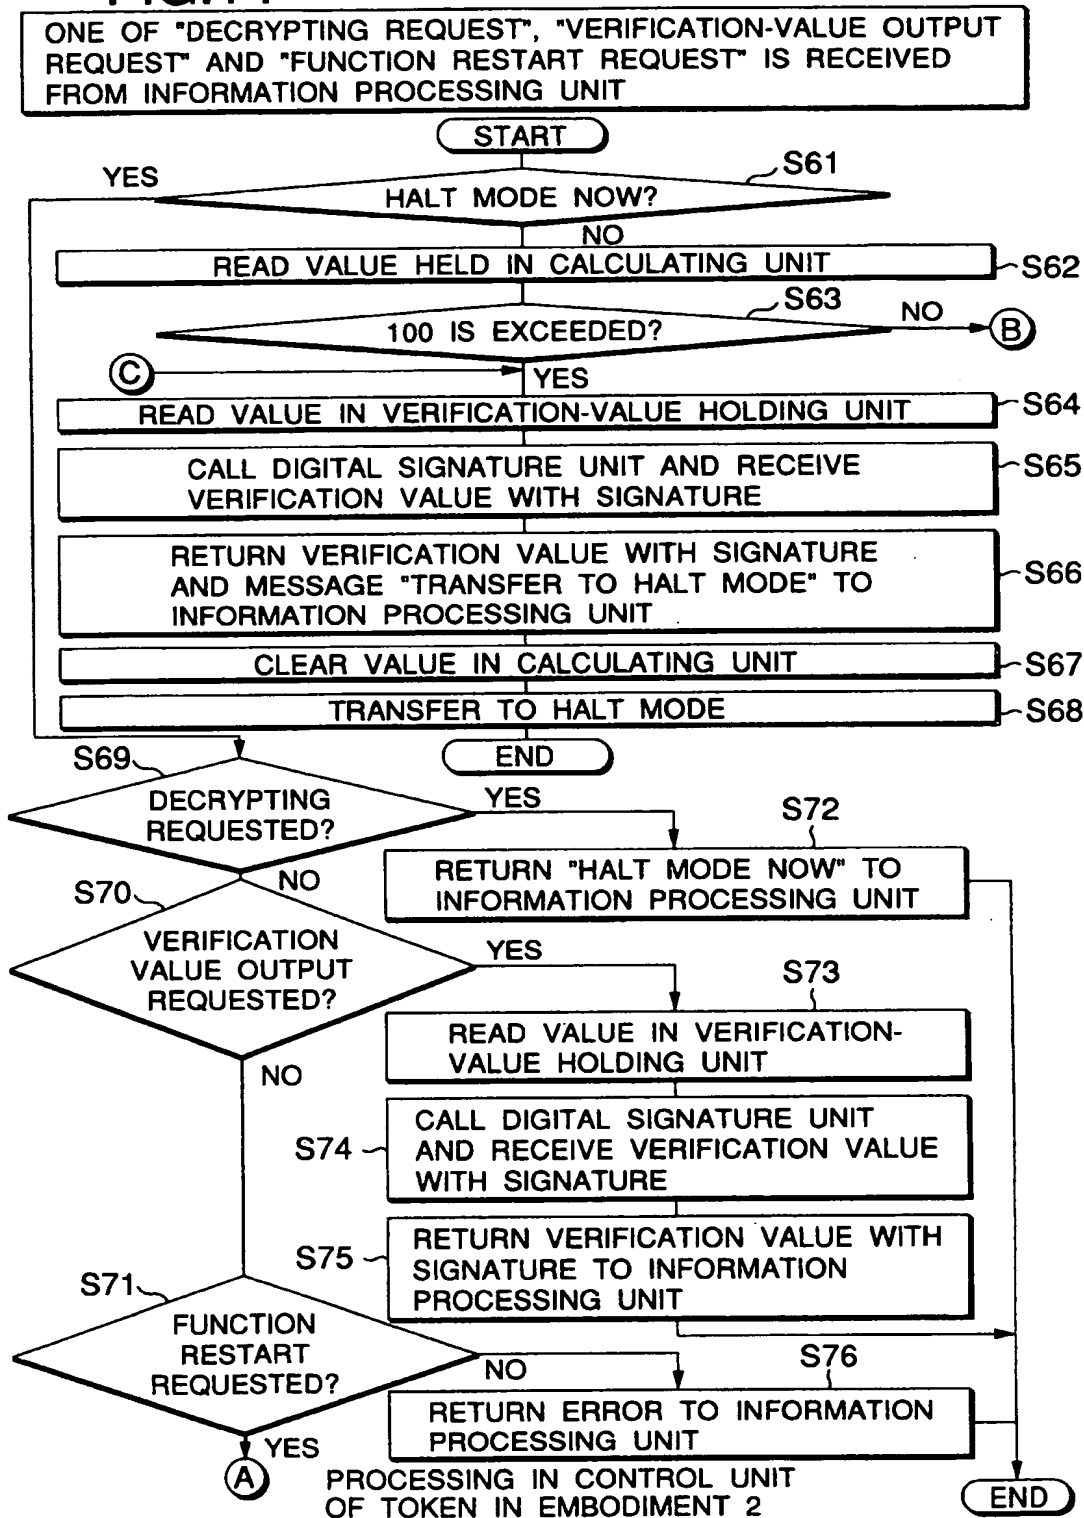 ONE OF "DECRYPTING REQUEST", "VERIFICATION-VALUE OUTPUT
REQUEST" AND "FUNCTION RESTART REQUEST" IS RECEIVED
FROM INFORMATION PROCESSING UNIT
START
S61
YES
HALT MODE NOW?
NO
READ VALUE HELD IN CALCULATING UNIT
S62
S63
100 IS EXCEEDED?
NO
B
C
YES
READ VALUE IN VERIFICATION-VALUE HOLDING UNIT
S64
CALL DIGITAL SIGNATURE UNIT AND RECEIVE
VERIFICATION VALUE WITH SIGNATURE
S65
RETURN VERIFICATION VALUE WITH SIGNATURE
AND MESSAGE "TRANSFER TO HALT MODE" TO
INFORMATION PROCESSING UNIT
S66
CLEAR VALUE IN CALCULATING UNIT
S67
TRANSFER TO HALT MODE
S68
END
S69
DECRYPTING
REQUESTED?
YES
S72
RETURN "HALT MODE NOW" TO
INFORMATION PROCESSING UNIT
NO
S70
VERIFICATION
VALUE OUTPUT
REQUESTED?
YES
S73
READ VALUE IN VERIFICATION-
VALUE HOLDING UNIT
NO
S74
CALL DIGITAL SIGNATURE UNIT
AND RECEIVE VERIFICATION VALUE
WITH SIGNATURE
S75
RETURN VERIFICATION VALUE WITH
SIGNATURE TO INFORMATION
PROCESSING UNIT
S71
FUNCTION
RESTART
REQUESTED?
NO
S76
RETURN ERROR TO INFORMATION
PROCESSING UNIT
YES
A
PROCESSING IN CONTROL UNIT
OF TOKEN IN EMBODIMENT 2
END